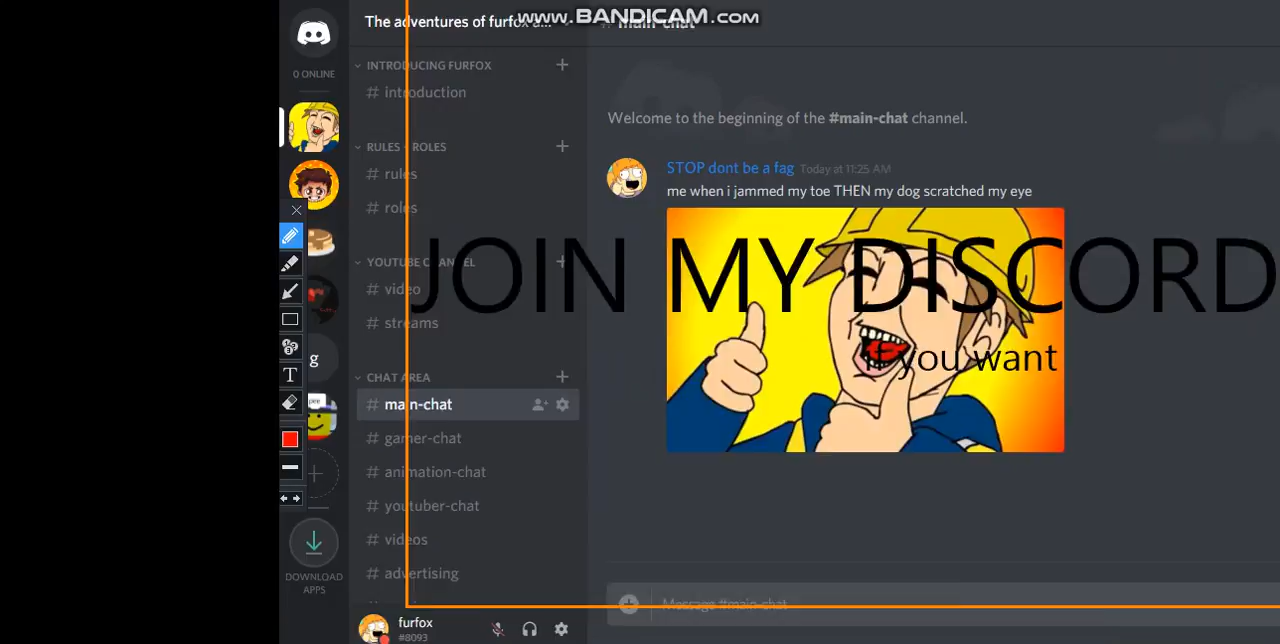 www.BANDICAM.com
The adventures of furfox a...
# main-chat
0 ONLINE
INTRODUCING FURFOX
# introduction
RULES + ROLES
# rules
# roles
YOUTUBE CHANNEL
# video
# streams
CHAT AREA
# main-chat
# gamer-chat
# animation-chat
# youtuber-chat
# videos
# advertising
g
T
DOWNLOAD
APPS
furfox
#8093
Welcome to the beginning of the #main-chat channel.
STOP dont be a fag Today at 11:25 AM
me when i jammed my toe THEN my dog scratched my eye
JOIN MY DISCORD
if you want
Message #main-chat